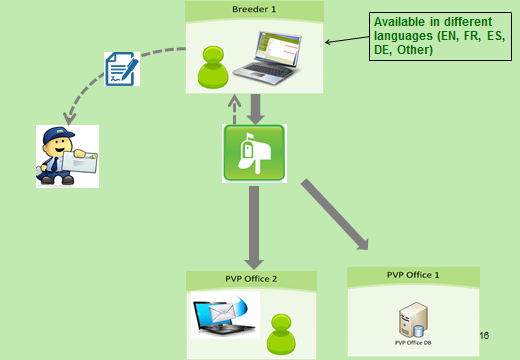 Breeder 1
Available in different
languages (EN, FR, ES,
DE, Other)
PVP Office 2
PVP Office 1
PVP Office DB
16